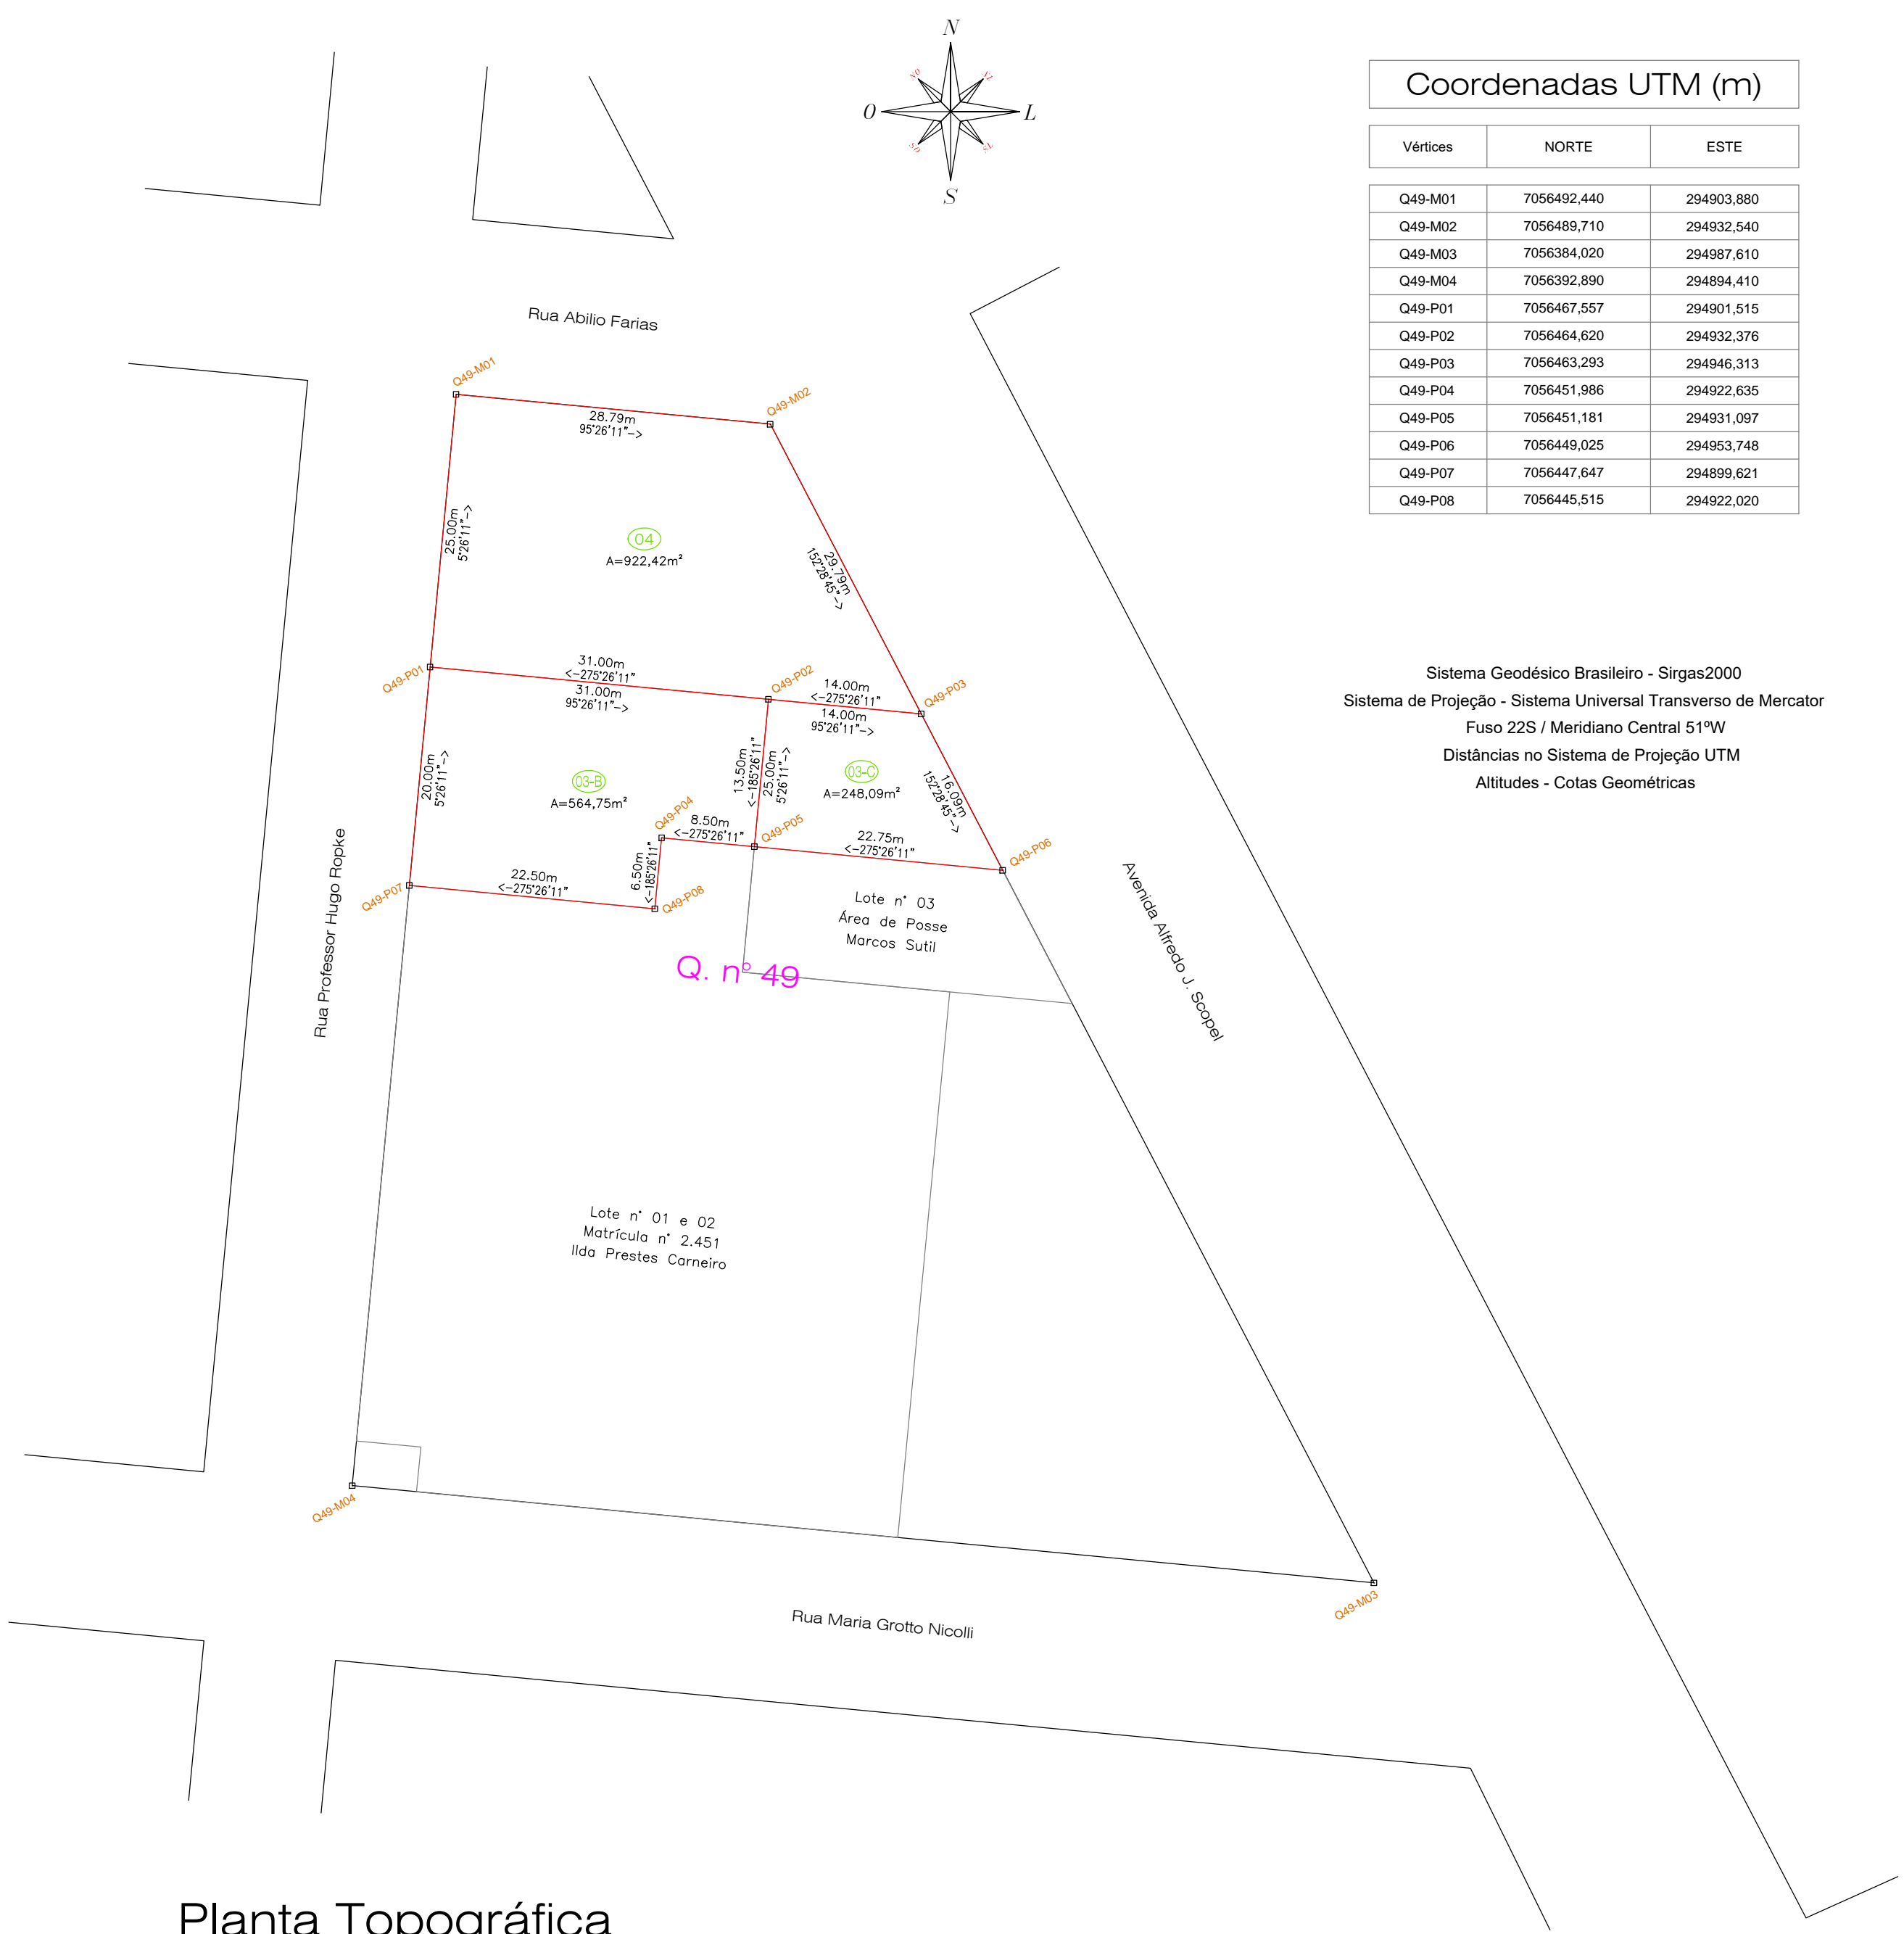 N
NO
NL
O
L
SO
SL
S
Coordenadas UTM (m)
Vértices NORTE ESTE
Q49-M01 7056492,440 294903,880
Q49-M02 7056489,710 294932,540
Q49-M03 7056384,020 294987,610
Q49-M04 7056392,890 294894,410
Q49-P01 7056467,557 294901,515
Q49-P02 7056464,620 294932,376
Q49-P03 7056463,293 294946,313
Q49-P04 7056451,986 294922,635
Q49-P05 7056451,181 294931,097
Q49-P06 7056449,025 294953,748
Q49-P07 7056447,647 294899,621
Q49-P08 7056445,515 294922,020
Sistema Geodésico Brasileiro - Sirgas2000
Sistema de Projeção - Sistema Universal Transverso de Mercator
Fuso 22S / Meridiano Central 51ºW
Distâncias no Sistema de Projeção UTM
Altitudes - Cotas Geométricas
Rua Abilio Farias
Q49-M01
Q49-M02
28.79m
95°26'11"->
25.00m
5°26'11"->
04
A=922,42m²
29.79m
152°28'45"->
Q49-P01
31.00m
<-275°26'11"
31.00m
95°26'11"->
Q49-P02
14.00m
<-275°26'11"
14.00m
95°26'11"->
Q49-P03
20.00m
5°26'11"->
03-B
A=564,75m²
13.50m
<-185°26'11"
25.00m
5°26'11"->
03-C
A=248,09m²
16.09m
152°28'45"->
Q49-P04
8.50m
<-275°26'11"
Q49-P05
22.75m
<-275°26'11"
Q49-P06
6.50m
<-185°26'11"
Q49-P07
22.50m
<-275°26'11"
Q49-P08
Lote n° 03
Área de Posse
Marcos Sutil
Q. n° 49
Rua Professor Hugo Ropke
Avenida Alfredo J. Scopel
Lote n° 01 e 02
Matrícula n° 2.451
Ilda Prestes Carneiro
Q49-M04
Q49-M03
Rua Maria Grotto Nicolli
Planta Topográfica